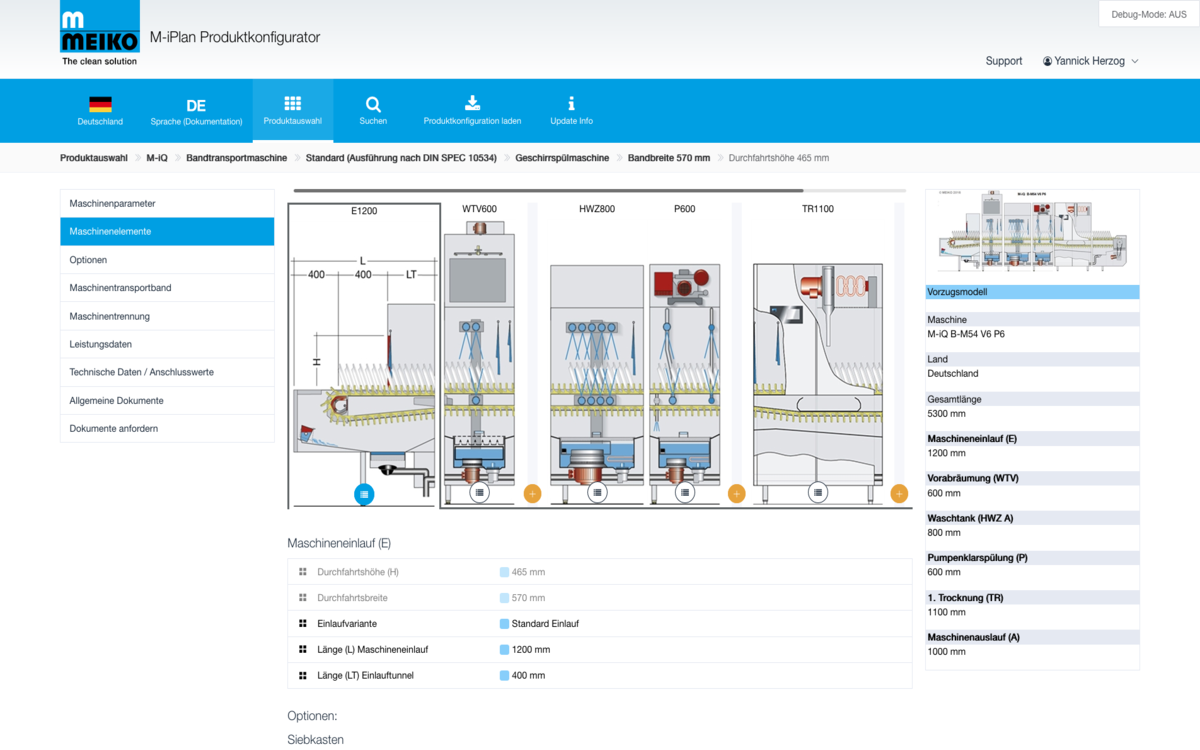 Debug-Mode: AUS
m
MEIKO
The clean solution
M-iPlan Produktkonfigurator
Support
Yannick Herzog
Deutschland
DE
Sprache (Dokumentation)
Produktauswahl
Suchen
Produktkonfiguration laden
Update Info
Produktauswahl
M-iQ
Bandtransportmaschine
Standard (Ausführung nach DIN SPEC 10534)
Geschirrspülmaschine
Bandbreite 570 mm
Durchfahrtshöhe 465 mm
Maschinenparameter
Maschinenelemente
Optionen
Maschinentransportband
Maschinentrennung
Leistungsdaten
Technische Daten / Anschlusswerte
Allgemeine Dokumente
Dokumente anfordern
E1200
WTV600
HWZ800
P600
TR1100
L
400
400
LT
H
Maschineneinlauf (E)
Durchfahrtshöhe (H)
465 mm
Durchfahrtsbreite
570 mm
Einlaufvariante
Standard Einlauf
Länge (L) Maschineneinlauf
1200 mm
Länge (LT) Einlauftunnel
400 mm
Optionen:
Siebkasten
M-iQ B-M54 V6 P6
Vorzugsmodell
Maschine
M-iQ B-M54 V6 P6
Land
Deutschland
Gesamtlänge
5300 mm
Maschineneinlauf (E)
1200 mm
Vorabräumung (WTV)
600 mm
Waschtank (HWZ A)
800 mm
Pumpenklarspülung (P)
600 mm
1. Trocknung (TR)
1100 mm
Maschinenauslauf (A)
1000 mm